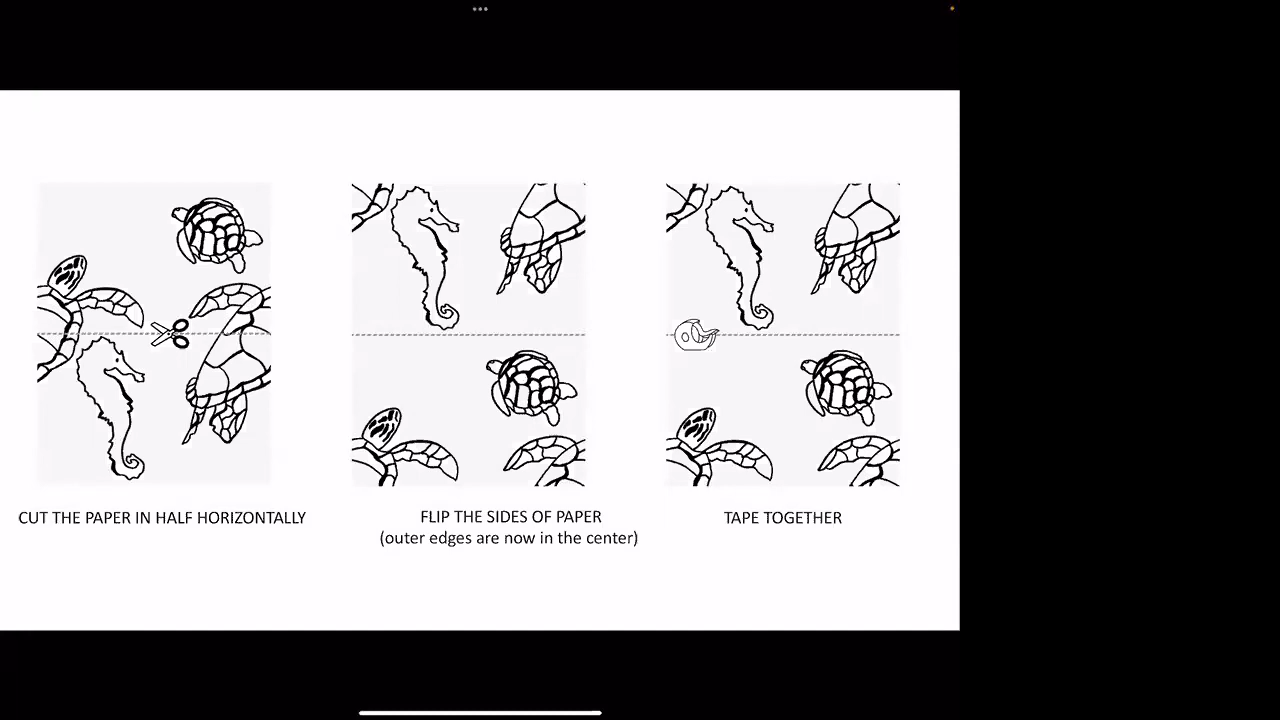 CUT THE PAPER IN HALF HORIZONTALLY
FLIP THE SIDES OF PAPER
(outer edges are now in the center)
TAPE TOGETHER